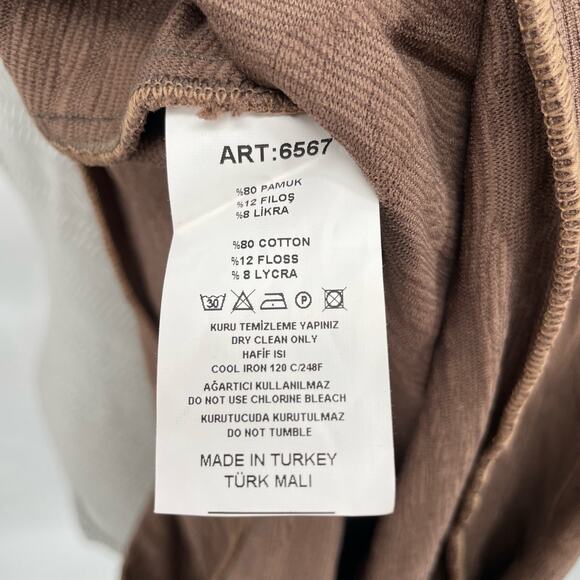 ART:6567
%80 PAMUK
%12 FILOŞ
%8 LİKRA
%80 COTTON
%12 FLOSS
% 8 LYCRA
30 P
KURU TEMİZLEME YAPINIZ
DRY CLEAN ONLY
HAFİF ISI
COOL IRON 120 C/248F
AĞARTICI KULLANILMAZ
DO NOT USE CHLORINE BLEACH
KURUTUCUDA KURUTULMAZ
DO NOT TUMBLE
MADE IN TURKEY
TÜRK MALI